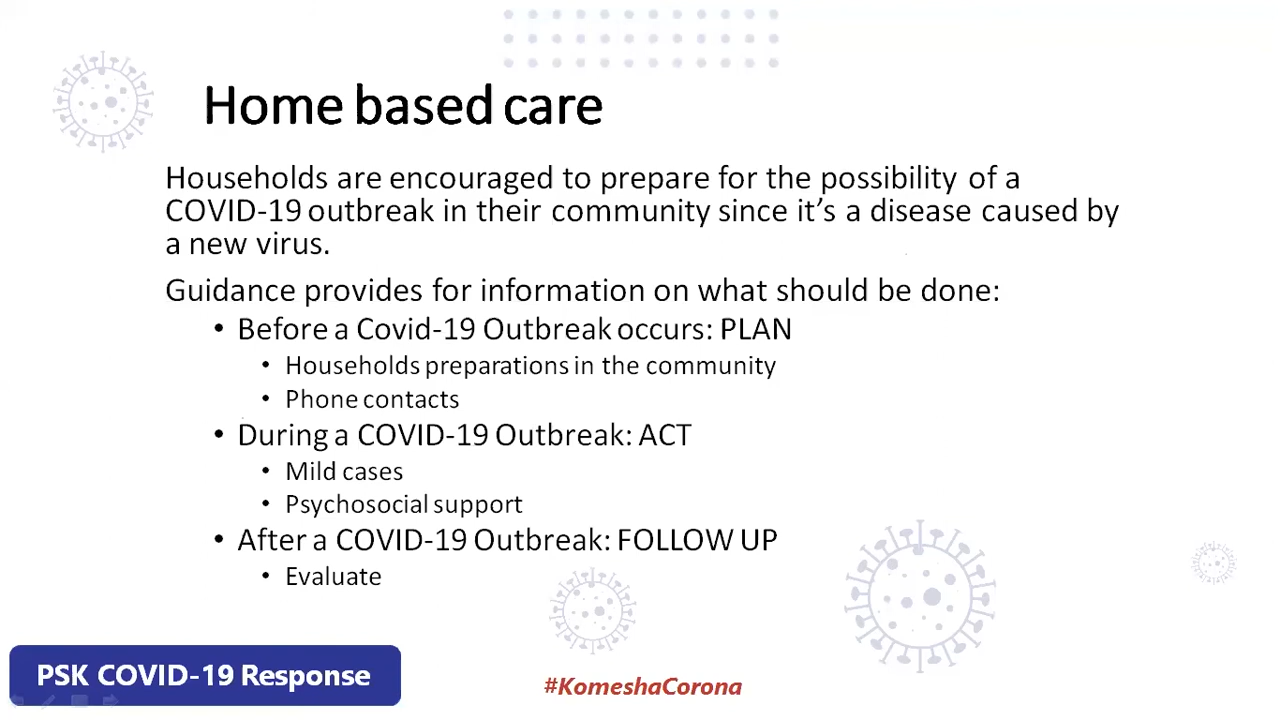 Home based care
Households are encouraged to prepare for the possibility of a
COVID-19 outbreak in their community since it’s a disease caused by
a new virus.
Guidance provides for information on what should be done:
• Before a Covid-19 Outbreak occurs: PLAN
• Households preparations in the community
• Phone contacts
• During a COVID-19 Outbreak: ACT
• Mild cases
• Psychosocial support
• After a COVID-19 Outbreak: FOLLOW UP
• Evaluate
PSK COVID-19 Response
#KomeshaCorona